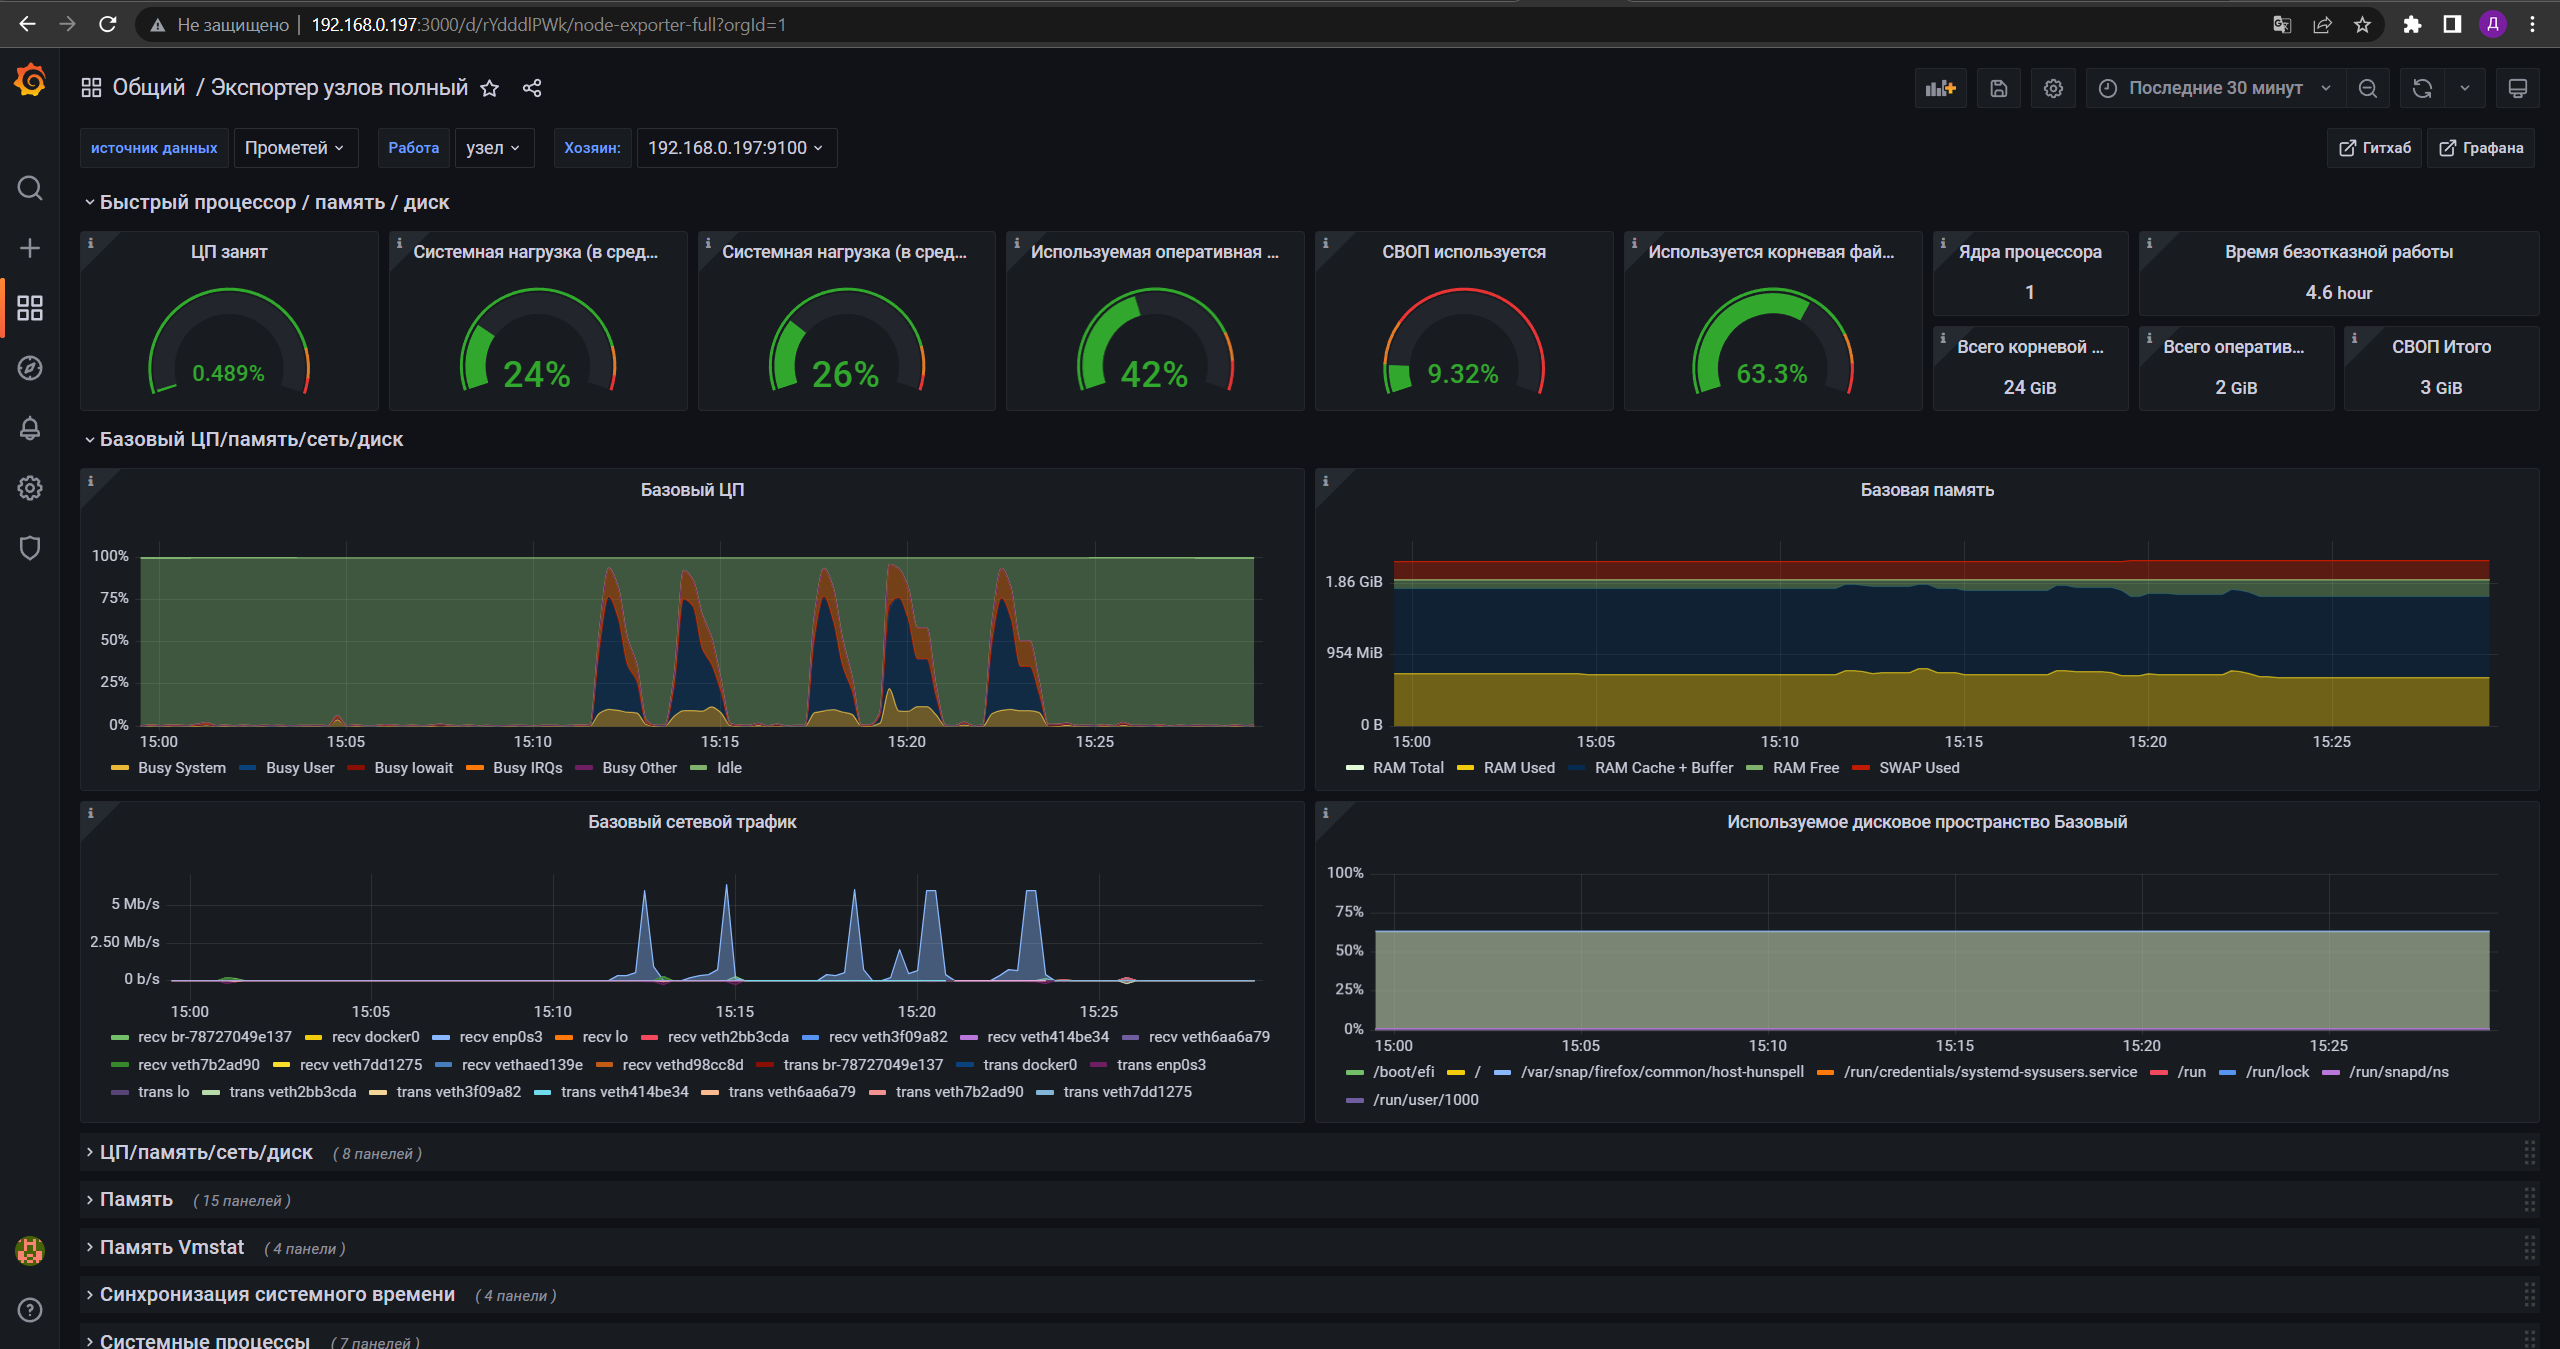 Не защищено | 192.168.0.197:3000/d/rYdddlPWk/node-exporter-full?orgId=1
Д
Общий / Экспортер узлов полный
Последние 30 минут
источник данных Прометей Работа узел Хозяин: 192.168.0.197:9100
Гитхаб Графана
Быстрый процессор / память / диск
ЦП занят
0.489%
Системная нагрузка (в сред...
24%
Системная нагрузка (в сред...
26%
Используемая оперативная ...
42%
СВОП используется
9.32%
Используется корневая фай...
63.3%
Ядра процессора
1
Время безотказной работы
4.6 hour
Всего корневой ...
24 GiB
Всего оператив...
2 GiB
СВОП Итого
3 GiB
Базовый ЦП/память/сеть/диск
Базовый ЦП
100%
75%
50%
25%
0%
15:00 15:05 15:10 15:15 15:20 15:25
Busy System Busy User Busy Iowait Busy IRQs Busy Other Idle
Базовая память
1.86 GiB
954 MiB
0 B
15:00 15:05 15:10 15:15 15:20 15:25
RAM Total RAM Used RAM Cache + Buffer RAM Free SWAP Used
Базовый сетевой трафик
5 Mb/s
2.50 Mb/s
0 b/s
15:00 15:05 15:10 15:15 15:20 15:25
recv br-78727049e137 recv docker0 recv enp0s3 recv lo recv veth2bb3cda recv veth3f09a82 recv veth414be34 recv veth6aa6a79
recv veth7b2ad90 recv veth7dd1275 recv vethaed139e recv vethd98cc8d trans br-78727049e137 trans docker0 trans enp0s3
trans lo trans veth2bb3cda trans veth3f09a82 trans veth414be34 trans veth6aa6a79 trans veth7b2ad90 trans veth7dd1275
Используемое дисковое пространство Базовый
100%
75%
50%
25%
0%
15:00 15:05 15:10 15:15 15:20 15:25
/boot/efi / /var/snap/firefox/common/host-hunspell /run/credentials/systemd-sysusers.service /run /run/lock /run/snapd/ns
/run/user/1000
ЦП/память/сеть/диск ( 8 панелей )
Память ( 15 панелей )
Память Vmstat ( 4 панели )
Синхронизация системного времени ( 4 панели )
Системные процессы ( 7 панелей )